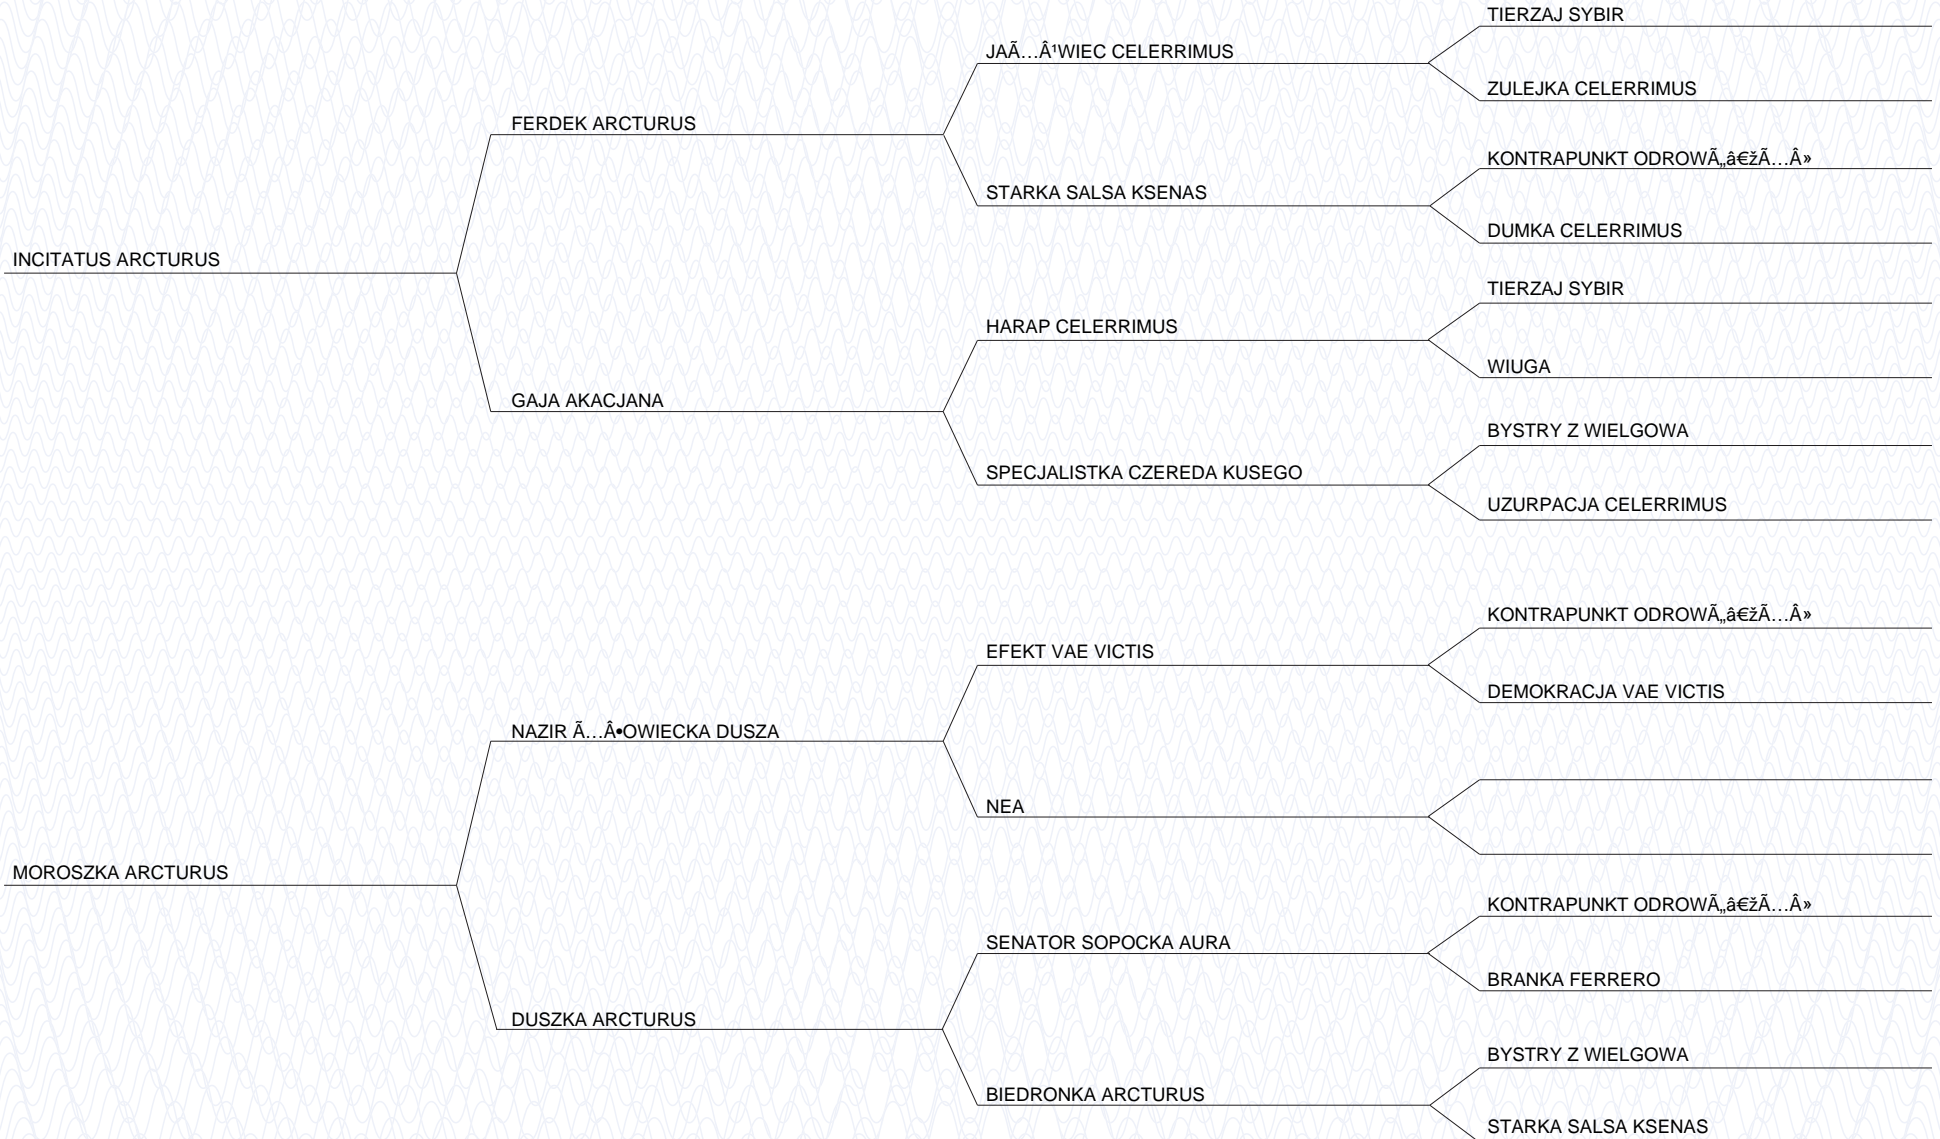 TIERZAJ SYBIR
JAÃ…Â¹WIEC CELERRIMUS
ZULEJKA CELERRIMUS
FERDEK ARCTURUS
KONTRAPUNKT ODROWÃ„â€žÃ…Â»
STARKA SALSA KSENAS
DUMKA CELERRIMUS
INCITATUS ARCTURUS
TIERZAJ SYBIR
HARAP CELERRIMUS
WIUGA
GAJA AKACJANA
BYSTRY Z WIELGOWA
SPECJALISTKA CZEREDA KUSEGO
UZURPACJA CELERRIMUS
KONTRAPUNKT ODROWÃ„â€žÃ…Â»
EFEKT VAE VICTIS
DEMOKRACJA VAE VICTIS
NAZIR Ã…Â•OWIECKA DUSZA
NEA
MOROSZKA ARCTURUS
KONTRAPUNKT ODROWÃ„â€žÃ…Â»
SENATOR SOPOCKA AURA
BRANKA FERRERO
DUSZKA ARCTURUS
BYSTRY Z WIELGOWA
BIEDRONKA ARCTURUS
STARKA SALSA KSENAS